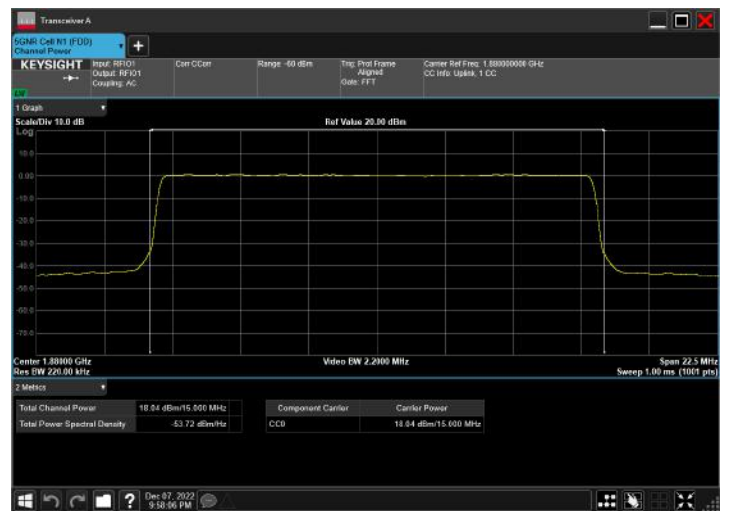 Transceiver A
5GNR Cell N1 (FDD)
Channel Power
KEYSIGHT
Input: RFIO1
Output: RFIO1
Coupling: AC
Corr CCorr
Range -60 dBm
Trig: Prot Frame
Aligned
Gate: FFT
Carrier Ref Freq: 1.880000000 GHz
CC Info: Uplink, 1 CC
1 Graph
Scale/Div 10.0 dB
Ref Value 20.00 dBm
Log
10.0
0.00
-10.0
-20.0
-30.0
-40.0
-50.0
-60.0
-70.0
Center 1.88000 GHz
Video BW 2.2000 MHz
Span 22.5 MHz
Res BW 220.00 kHz
Sweep 1.00 ms (1001 pts)
2 Metrics
Total Channel Power 18.04 dBm/15.000 MHz
Total Power Spectral Density -53.72 dBm/Hz
Component Carrier Carrier Power
CC0 18.04 dBm/15.000 MHz
?
Dec 07, 2022
9:58:06 PM